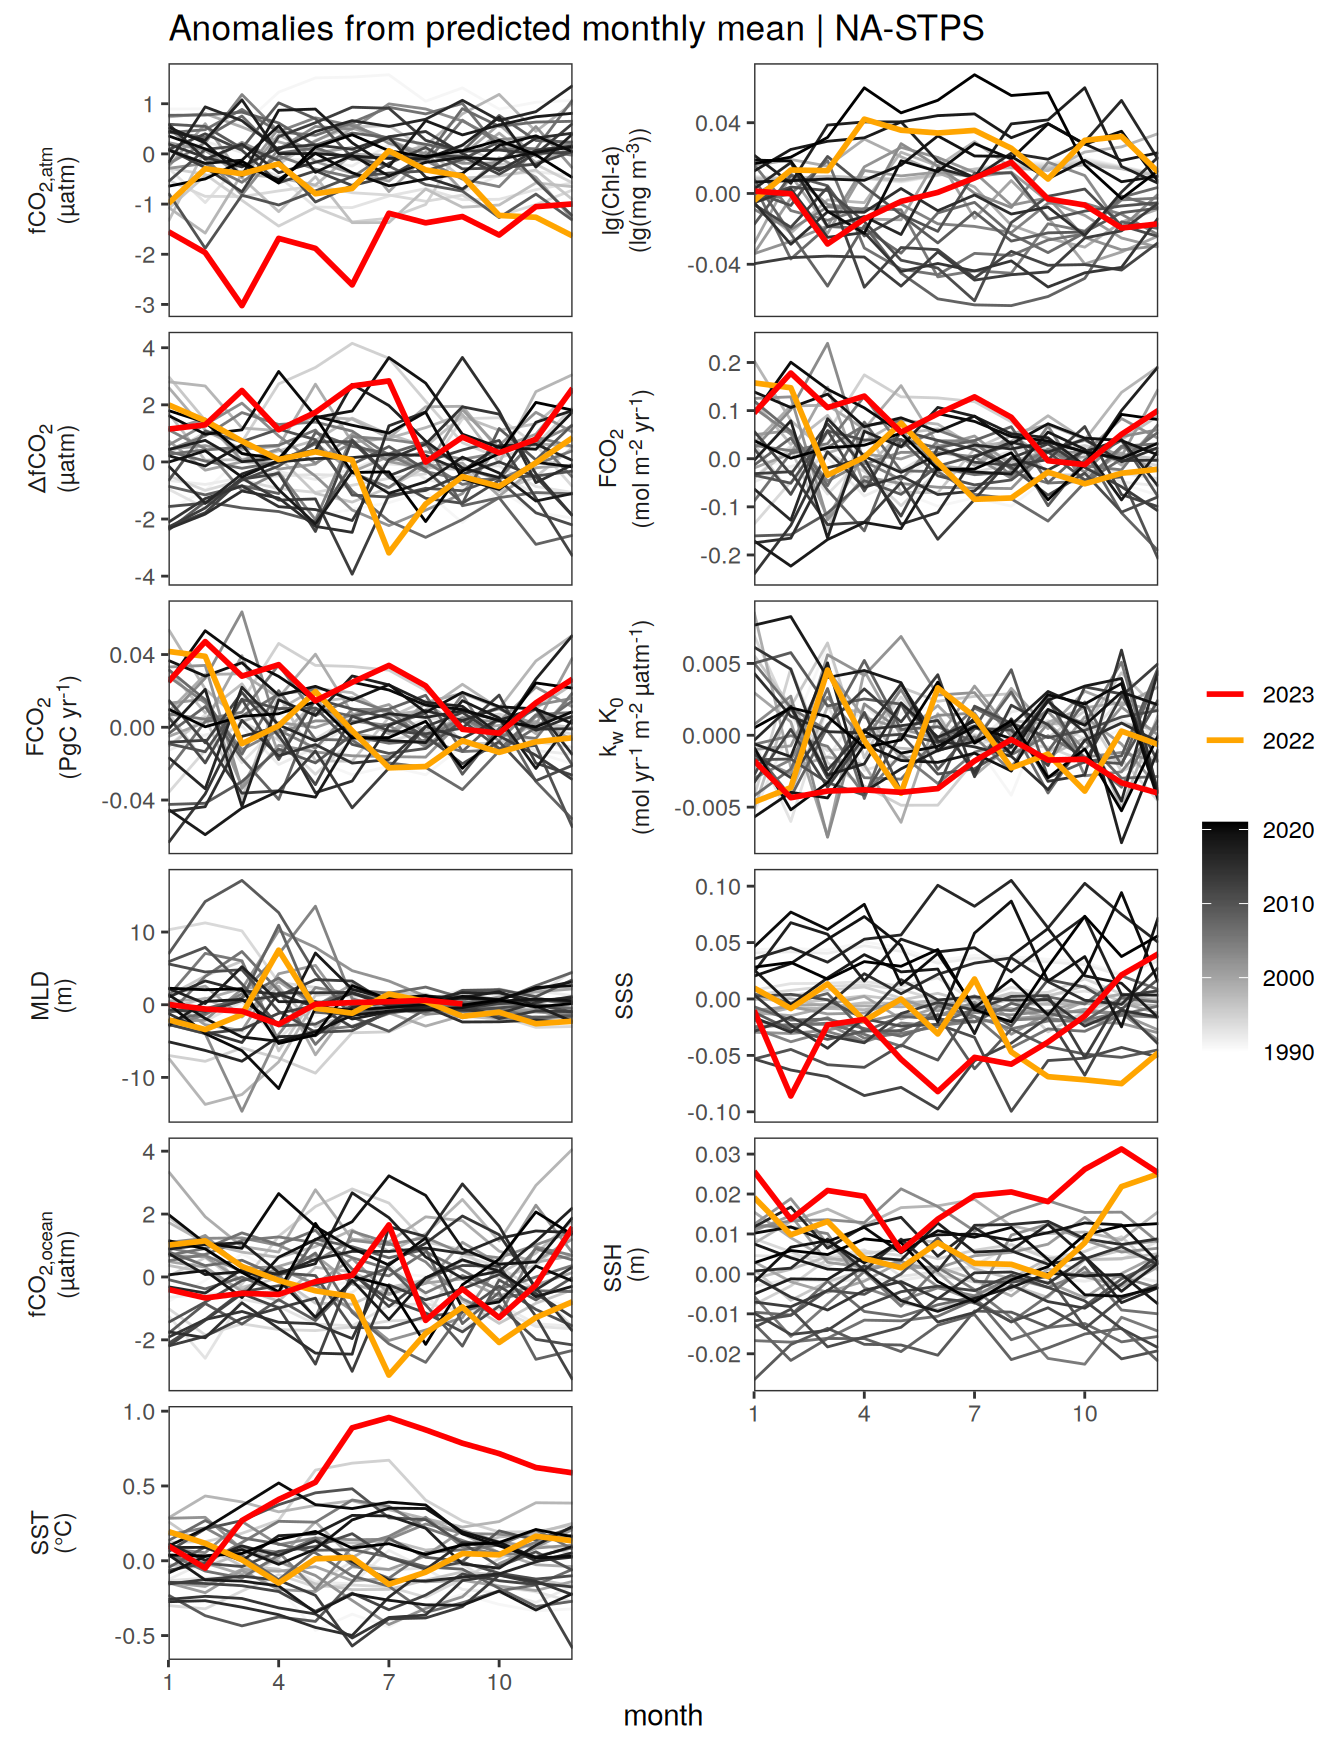 Anomalies from predicted monthly mean | NA-STPS
fCO2,atm
(µatm)
1
0
-1
-2
-3
lg(Chl-a)
(lg(mg m-3))
0.04
0.00
-0.04
ΔfCO2
(µatm)
4
2
0
-2
-4
FCO2
(mol m-2 yr-1)
0.2
0.1
0.0
-0.1
-0.2
FCO2
(PgC yr-1)
0.04
0.00
-0.04
kw K0
(mol yr-1 m-2 µatm-1)
0.005
0.000
-0.005
MLD
(m)
10
0
-10
SSS
0.10
0.05
0.00
-0.05
-0.10
fCO2,ocean
(µatm)
4
2
0
-2
SSH
(m)
0.03
0.02
0.01
0.00
-0.01
-0.02
1 4 7 10
SST
(°C)
1.0
0.5
0.0
-0.5
1 4 7 10
month
2023
2022
2020
2010
2000
1990